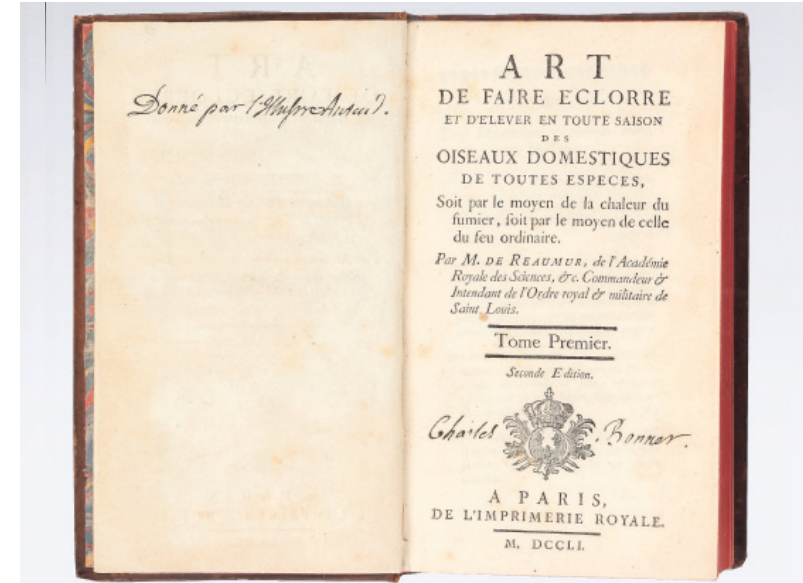 Donné par l'Illustre Auteur.
ART
DE FAIRE ECLORRE
ET D'ELEVER EN TOUTE SAISON
DES
OISEAUX DOMESTIQUES
DE TOUTES ESPECES,
Soit par le moyen de la chaleur du
fumier, soit par le moyen de celle
du feu ordinaire.
Par M. DE REAUMUR, de l'Académie
Royale des Sciences, &c. Commandeur &
Intendant de l'Ordre royal & militaire de
Saint Louis.
Tome Premier.
Seconde Edition.
Charles Bonnet.
A PARIS,
DE L'IMPRIMERIE ROYALE.
M. DCCLI.